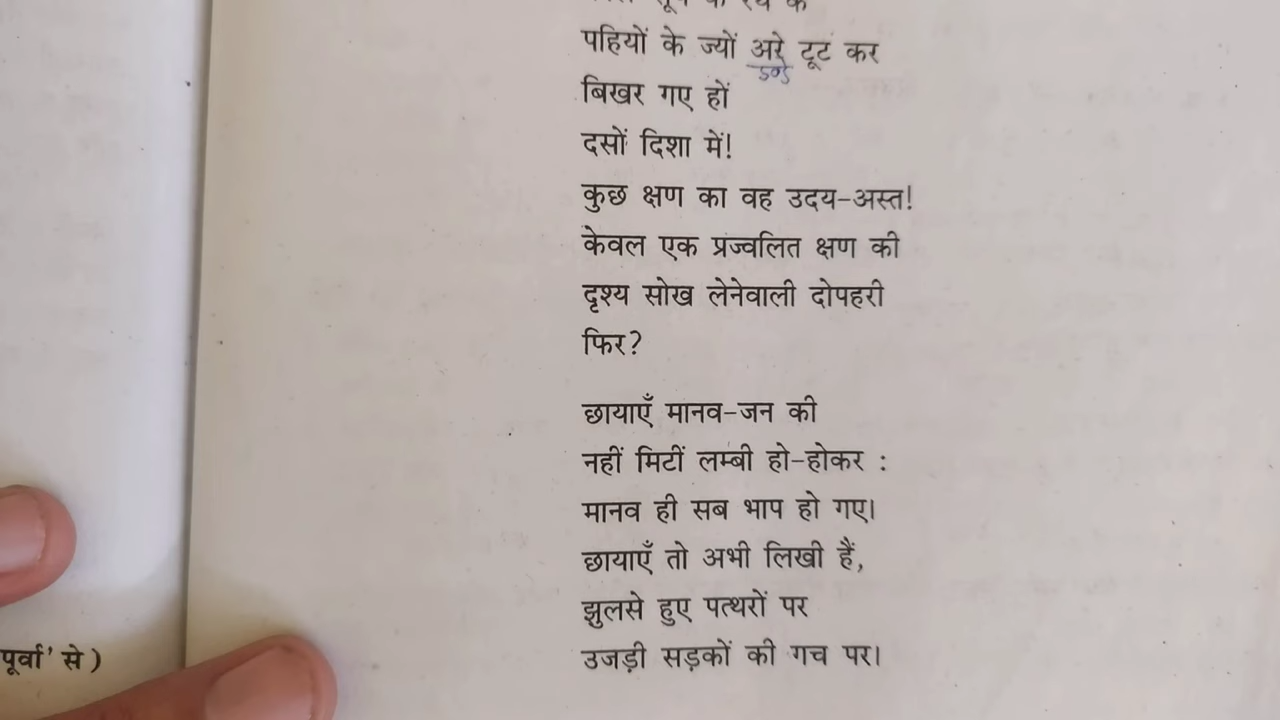 पहियों के ज्यों अरे टूट कर
डंडे
बिखर गए हों
दसों दिशा में!
कुछ क्षण का वह उदय-अस्त!
केवल एक प्रज्वलित क्षण की
दृश्य सोख लेनेवाली दोपहरी
फिर?
छायाएँ मानव-जन की
नहीं मिटीं लम्बी हो-होकर :
मानव ही सब भाप हो गए।
छायाएँ तो अभी लिखी हैं,
झुलसे हुए पत्थरों पर
उजड़ी सड़कों की गच पर।
पूर्वा' से )